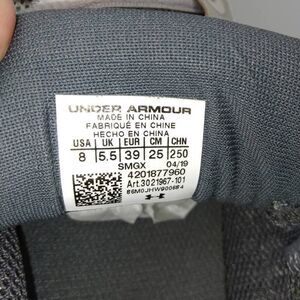 UNDER ARMOUR
MADE IN CHINA
FABRIQUÉ EN CHINE
HECHO EN CHINA
USA UK EUR CM CHN
8 5.5 39 25 250
SMGX 04/19
4201877960
Art.3021967-101